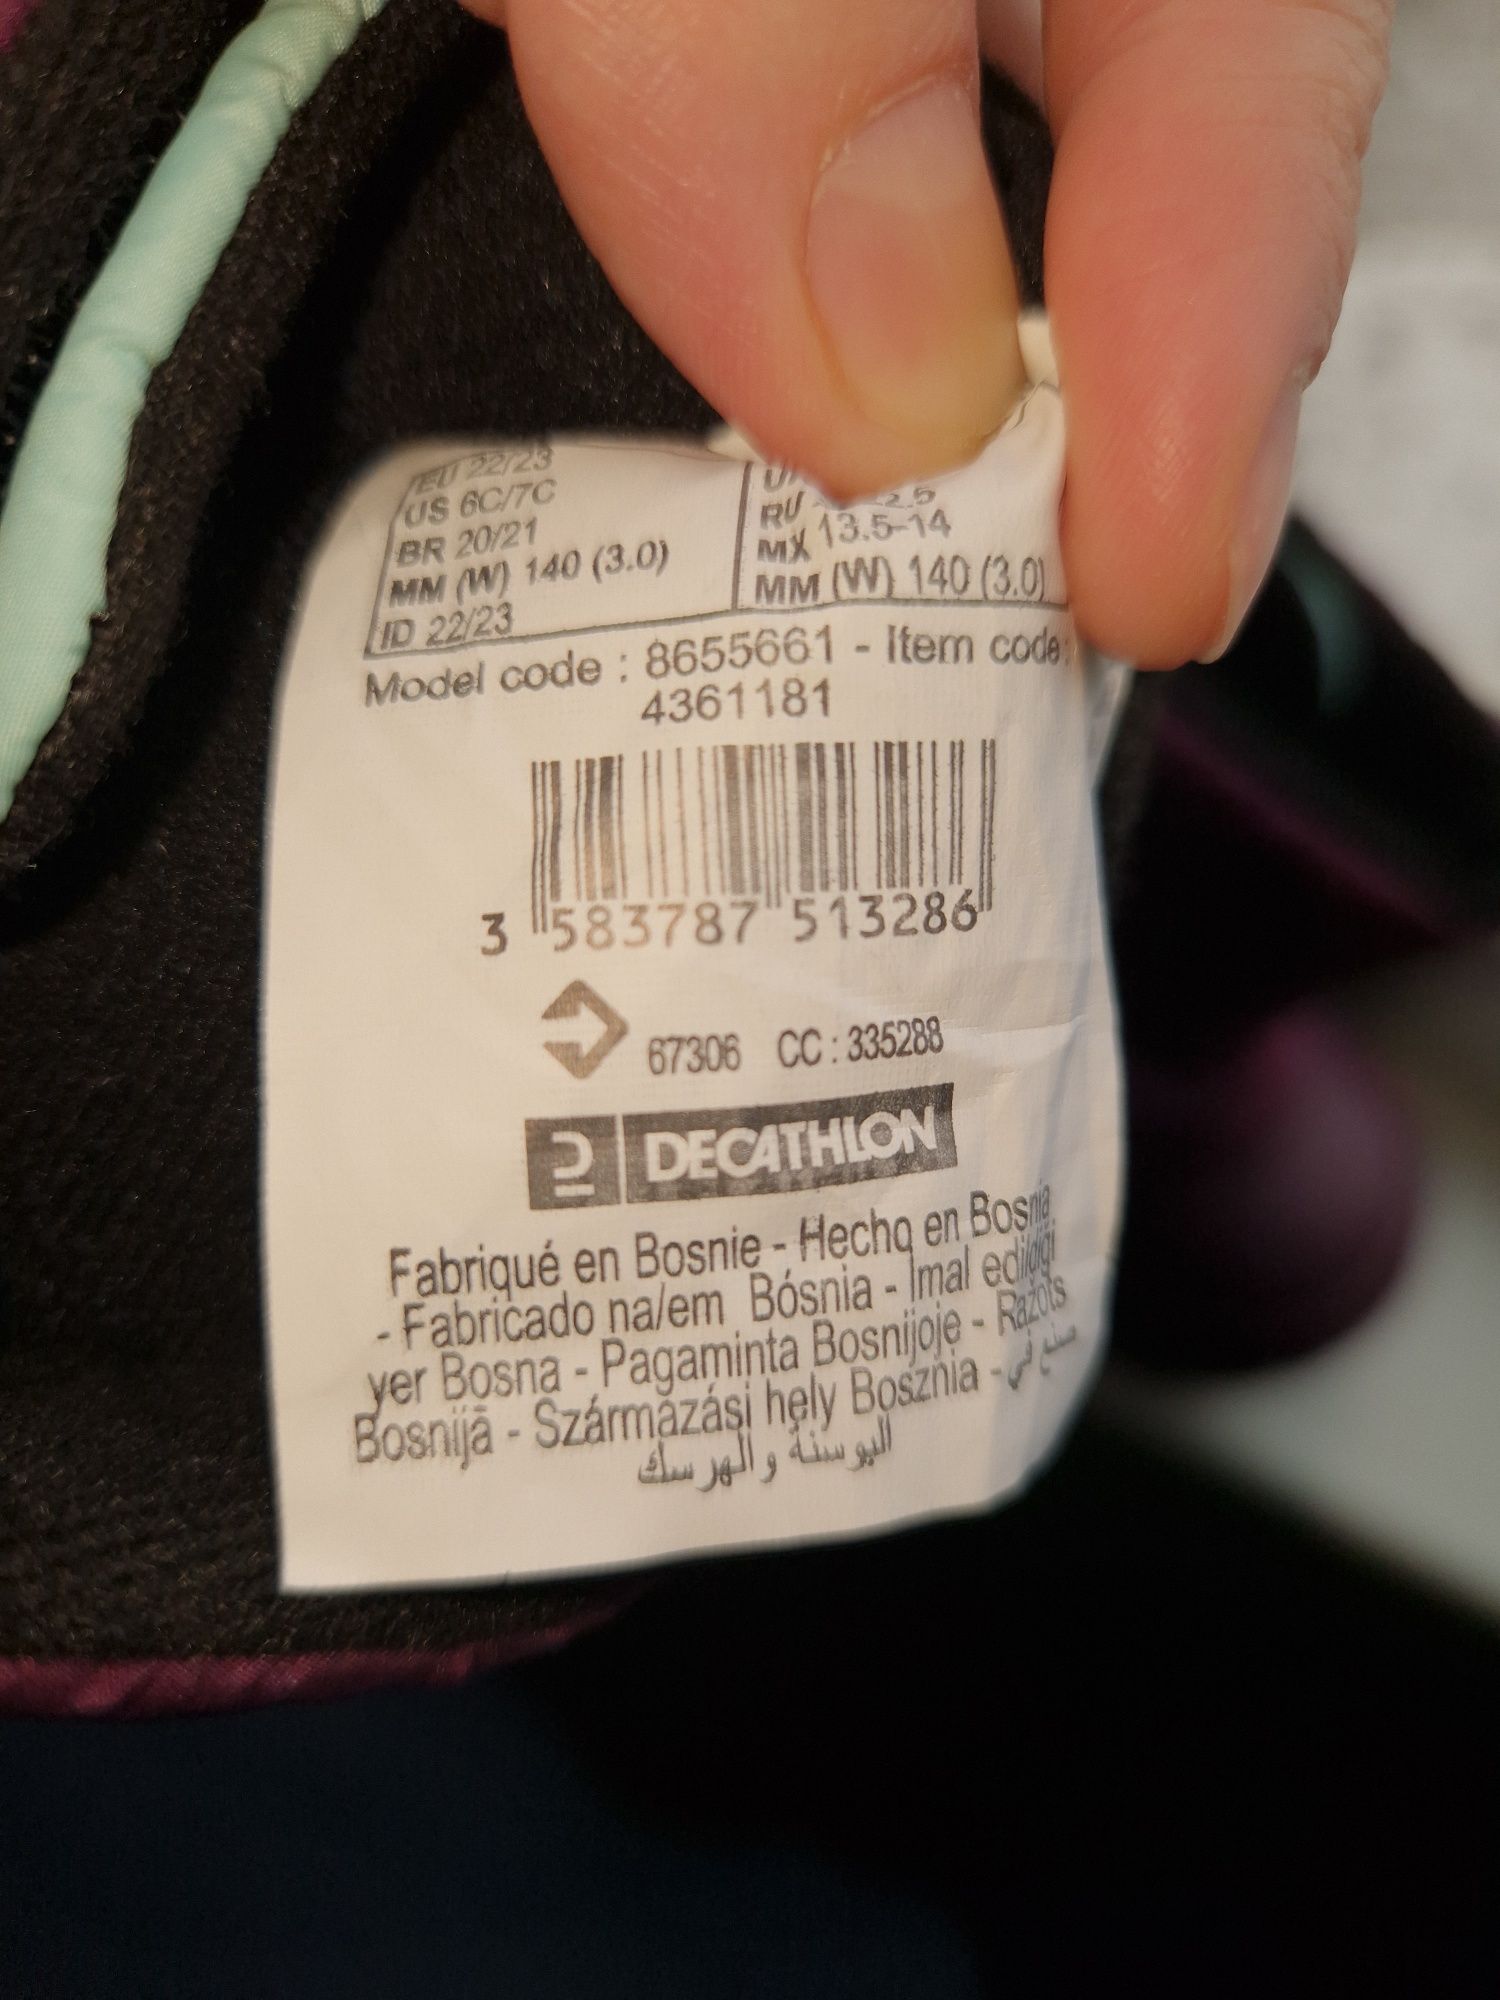 EU 22/23
US 6C/7C
BR 20/21
MM (W) 140 (3.0)
ID 22/23
RU
MX 13.5-14
MM (W) 140 (3.0)
Model code : 8655661 - Item code:
4361181
3 583787 513286
67306 CC : 335288
DECATHLON
Fabriqué en Bosnie - Hecho en Bosnia
- Fabricado na/em Bósnia - İmal edildiği
yer Bosna - Pagaminta Bosnijoje - Ražots
Bosnijā - Származási hely Bosznia - صنع في
البوسنة والهرسك